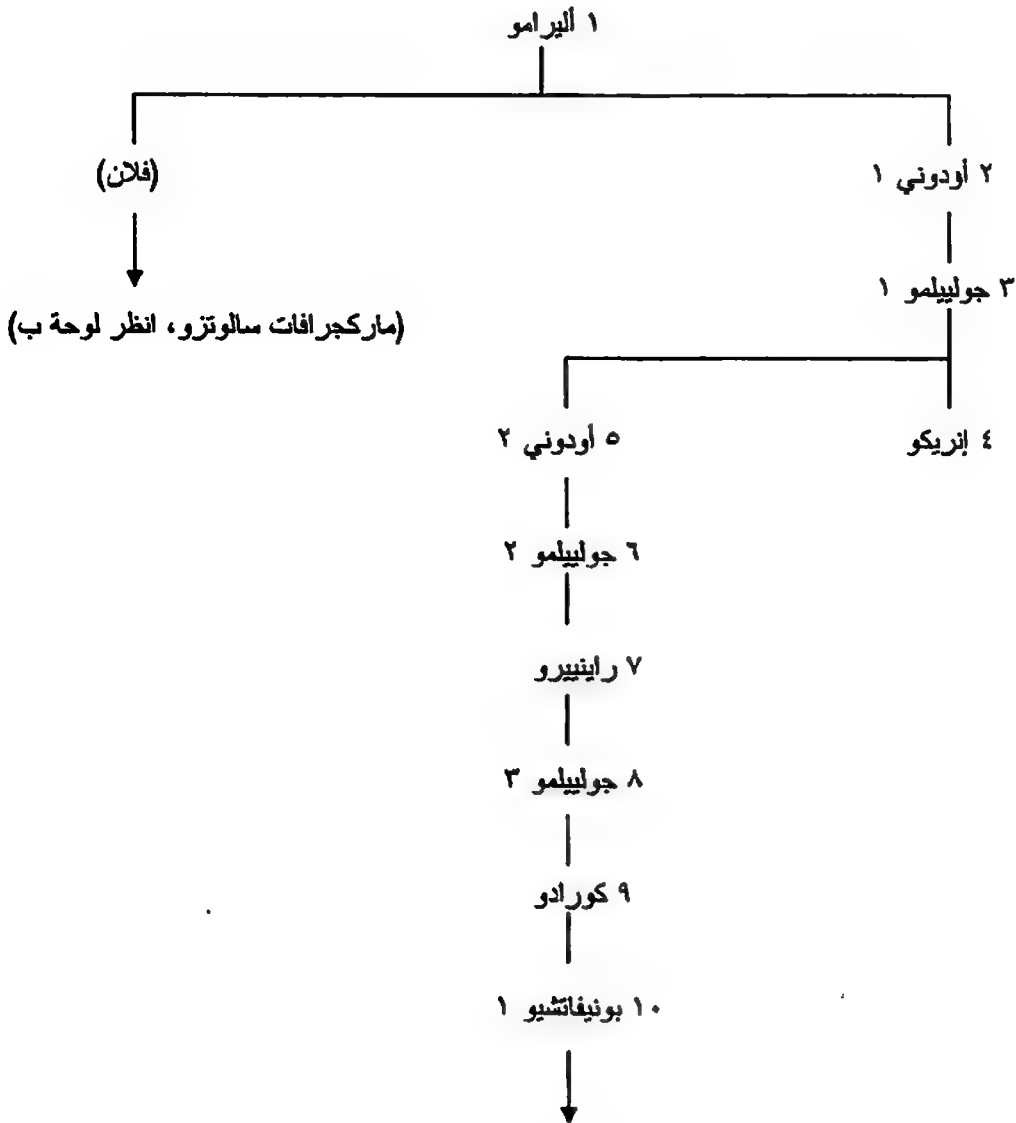 ١ أليرامو
٢ أودوني ١
(فلان)
٣ جولييلمو ١
(ماركجرافات سالوتزو، انظر لوحة ب)
٤ إنريكو
٥ أودوني ٢
٦ جولييلمو ٢
٧ راينييرو
٨ جولييلمو ٣
٩ كورادو
١٠ بونيفاتشيو ١